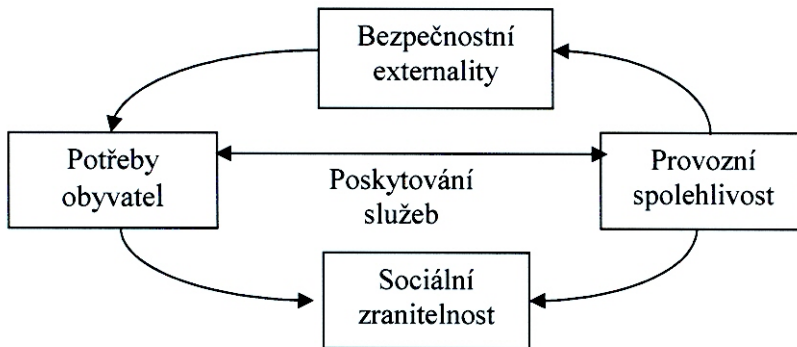 Bezpečnostní
externality
Potřeby
obyvatel
Poskytování
služeb
Provozní
spolehlivost
Sociální
zranitelnost